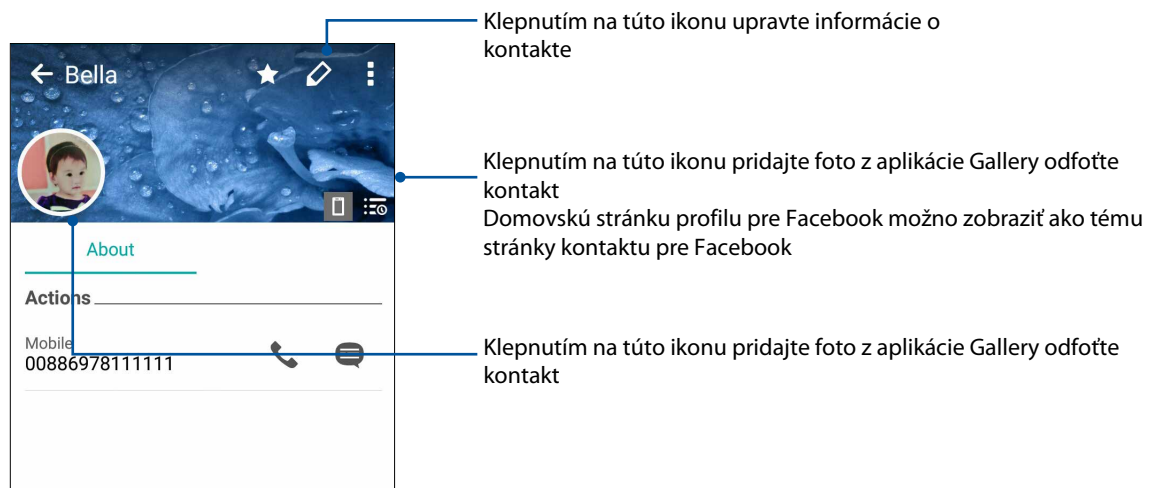 Klepnutím na túto ikonu upravte informácie o
kontakte
Bella
Klepnutím na túto ikonu pridajte foto z aplikácie Gallery odfoťte
kontakt
Domovskú stránku profilu pre Facebook možno zobraziť ako tému
stránky kontaktu pre Facebook
About
Actions
Mobile
00886978111111
Klepnutím na túto ikonu pridajte foto z aplikácie Gallery odfoťte
kontakt